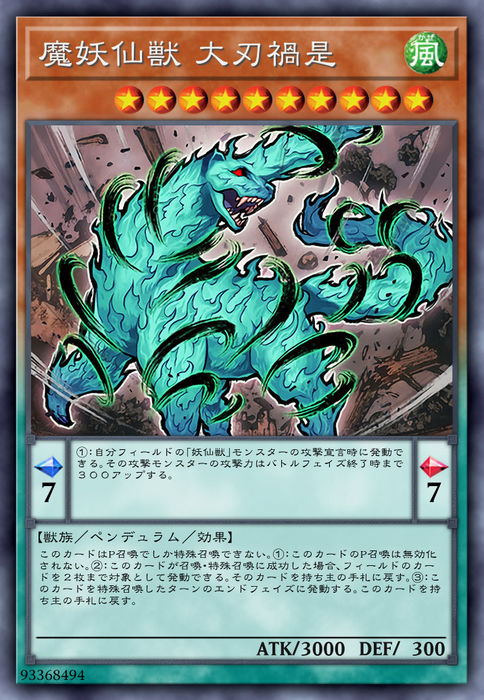 魔妖仙獣 大刃禍是
かぜ
風
①：自分フィールドの「妖仙獣」モンスターの攻撃宣言時に発動で
きる。その攻撃モンスターの攻撃力はバトルフェイズ終了時まで
３００アップする。
7
7
【獣族／ペンデュラム／効果】
このカードはP召喚でしか特殊召喚できない。①：このカードのP召喚は無効化
されない。②：このカードが召喚・特殊召喚に成功した場合、フィールドのカー
ドを２枚まで対象として発動できる。そのカードを持ち主の手札に戻す。③：こ
のカードを特殊召喚したターンのエンドフェイズに発動する。このカードを持
ち主の手札に戻す。
ATK/3000 DEF/ 300
93368494